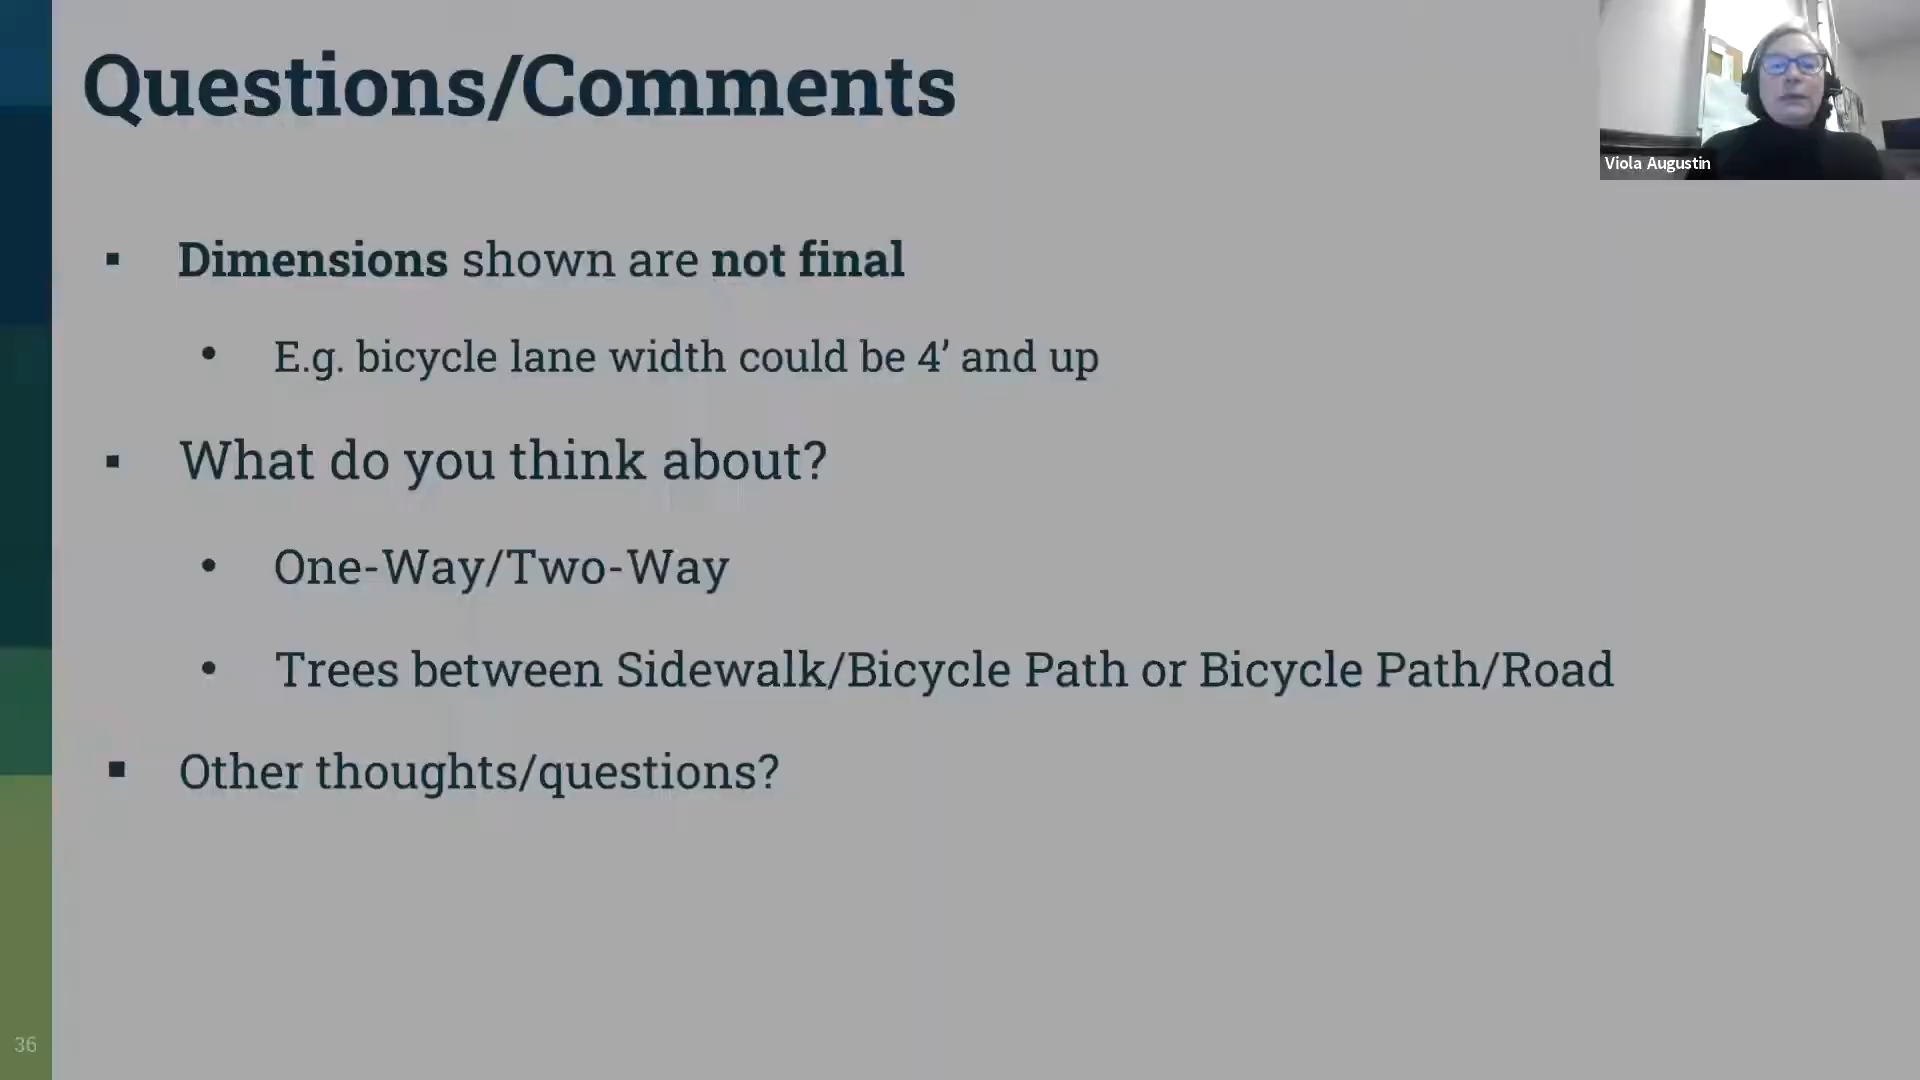 Questions/Comments
Viola Augustin
▪ Dimensions shown are not final
• E.g. bicycle lane width could be 4’ and up
▪ What do you think about?
• One-Way/Two-Way
• Trees between Sidewalk/Bicycle Path or Bicycle Path/Road
▪ Other thoughts/questions?
36